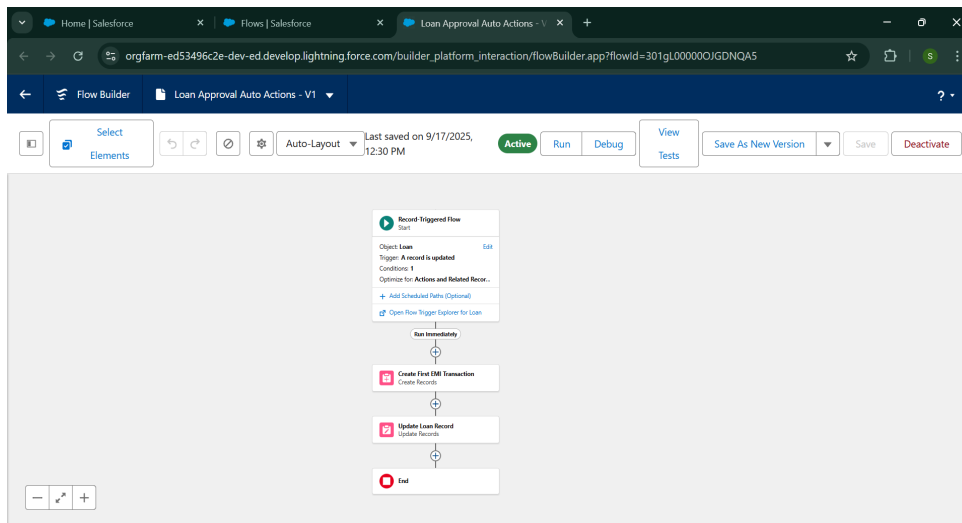 Home | Salesforce
Flows | Salesforce
Loan Approval Auto Actions - V
orgfarm-ed53496c2e-dev-ed.develop.lightning.force.com/builder_platform_interaction/flowBuilder.app?flowId=301gL00000OJGDNQA5
S
Flow Builder
Loan Approval Auto Actions - V1
?
Select Elements
Auto-Layout
Last saved on 9/17/2025, 12:30 PM
Active
Run
Debug
View Tests
Save As New Version
Save
Deactivate
Record-Triggered Flow
Start
Object: Loan
Edit
Trigger: A record is updated
Conditions: 1
Optimize for: Actions and Related Recor...
+ Add Scheduled Paths (Optional)
Open Flow Trigger Explorer for Loan
Run Immediately
Create First EMI Transaction
Create Records
Update Loan Record
Update Records
End